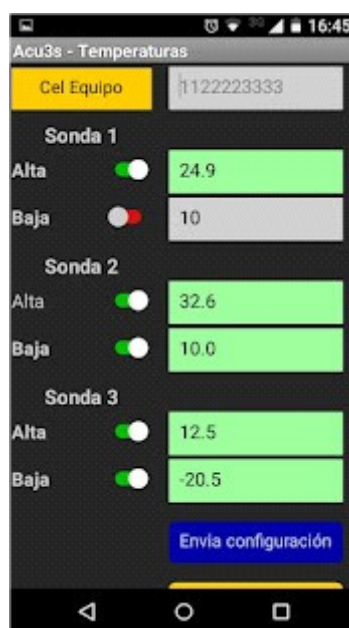 3G 16:45
Acu3s - Temperaturas
Cel Equipo 1122223333
Sonda 1
Alta 24.9
Baja 10
Sonda 2
Alta 32.6
Baja 10.0
Sonda 3
Alta 12.5
Baja -20.5
Envia configuración